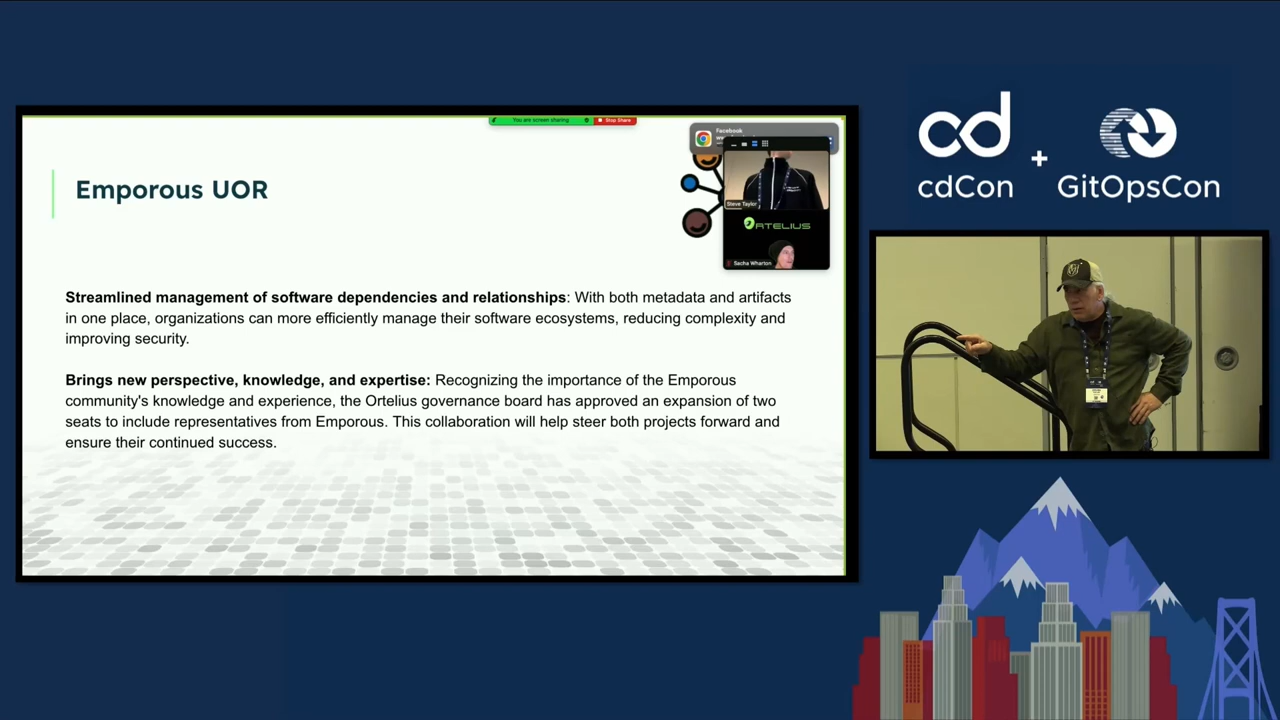 You are screen sharing
Stop Share
Facebook
Emporous UOR
Steve Taylor
ORTELIUS
Sacha Wharton
Streamlined management of software dependencies and relationships: With both metadata and artifacts
in one place, organizations can more efficiently manage their software ecosystems, reducing complexity and
improving security.
Brings new perspective, knowledge, and expertise: Recognizing the importance of the Emporous
community's knowledge and experience, the Ortelius governance board has approved an expansion of two
seats to include representatives from Emporous. This collaboration will help steer both projects forward and
ensure their continued success.
cd
cdCon
+
GitOpsCon